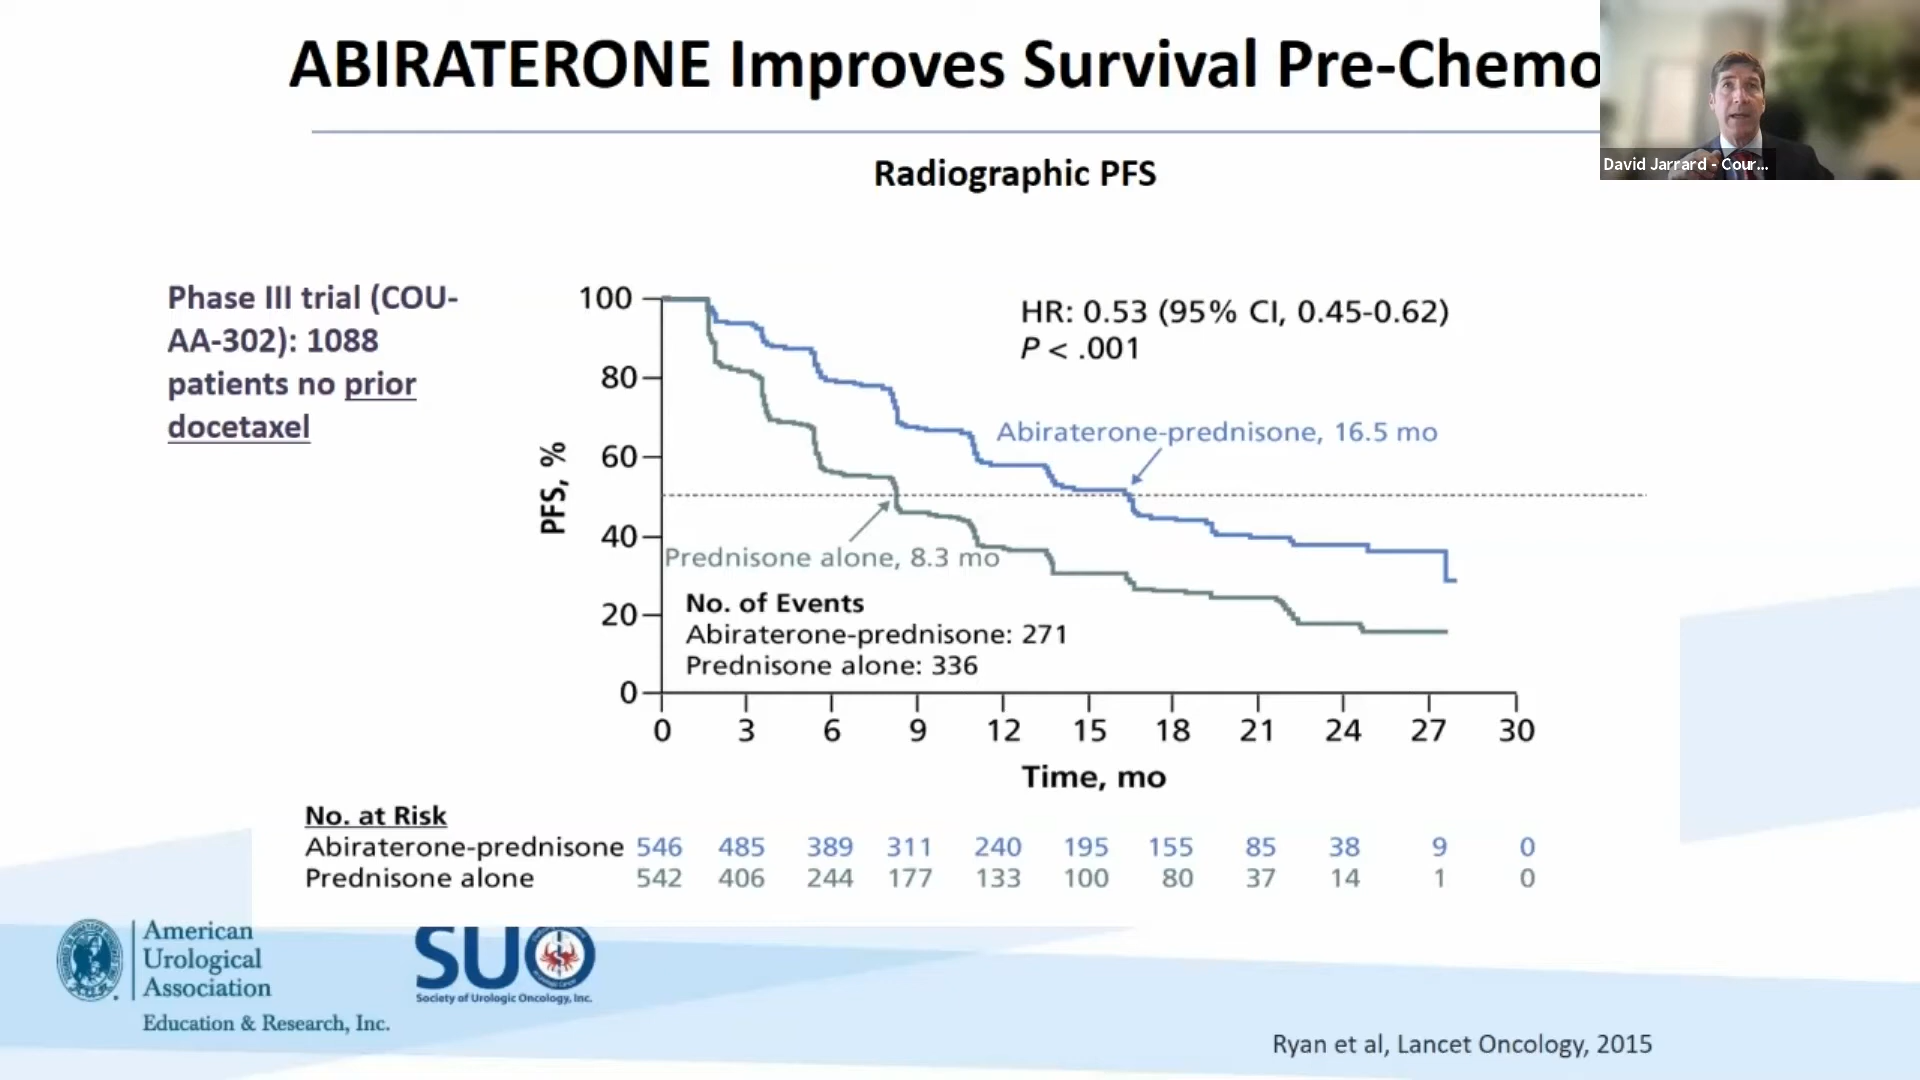 ABIRATERONE Improves Survival Pre-Chemo
David Jarrard - Cour...
Radiographic PFS
Phase III trial (COU-
AA-302): 1088
patients no prior
docetaxel
HR: 0.53 (95% CI, 0.45-0.62)
P < .001
Abiraterone-prednisone, 16.5 mo
Prednisone alone, 8.3 mo
No. of Events
Abiraterone-prednisone: 271
Prednisone alone: 336
PFS, %
100
80
60
40
20
0
0 3 6 9 12 15 18 21 24 27 30
Time, mo
No. at Risk
Abiraterone-prednisone 546 485 389 311 240 195 155 85 38 9 0
Prednisone alone 542 406 244 177 133 100 80 37 14 1 0
American
Urological
Association
Education & Research, Inc.
SUO
Society of Urologic Oncology, Inc.
Ryan et al, Lancet Oncology, 2015